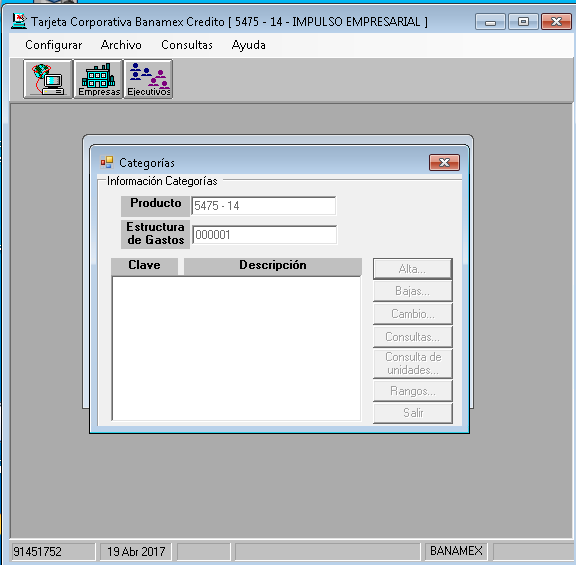 Tarjeta Corporativa Banamex Credito [ 5475 - 14 - IMPULSO EMPRESARIAL ]
Configurar Archivo Consultas Ayuda
Empresas Ejecutivos
Categorías
Información Categorías
Producto 5475 - 14
Estructura
de Gastos 000001
Clave Descripción
Alta...
Bajas...
Cambio...
Consultas...
Consulta de
unidades...
Rangos...
Salir
91451752 19 Abr 2017 BANAMEX